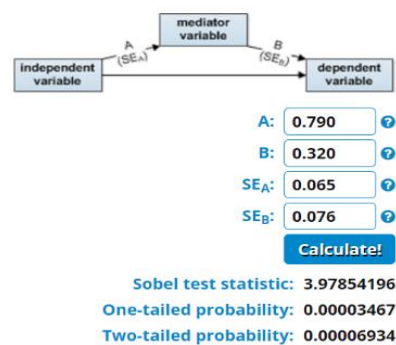 mediator
variable
A
(SEA)
B
(SEB)
independent
variable
dependent
variable
A: 0.790 ?
B: 0.320 ?
SEA: 0.065 ?
SEB: 0.076 ?
Calculate!
Sobel test statistic: 3.97854196
One-tailed probability: 0.00003467
Two-tailed probability: 0.00006934